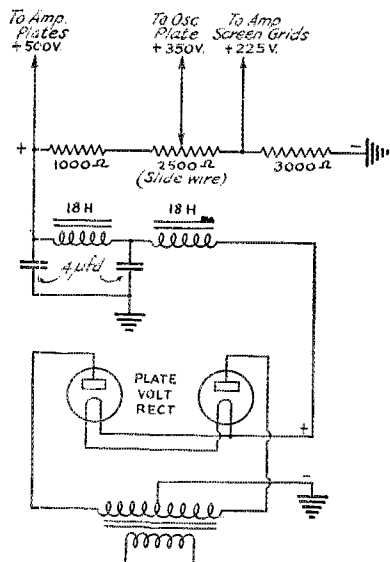 To Amp.
Plates
+500V.
To Osc
Plate
+350V.
To Amp
Screen Grids
+225 V.
+
-
1000Ω
2500Ω
3000Ω
(Slide wire)
18 H
18 H
4 µfd
PLATE
VOLT
RECT
+
-